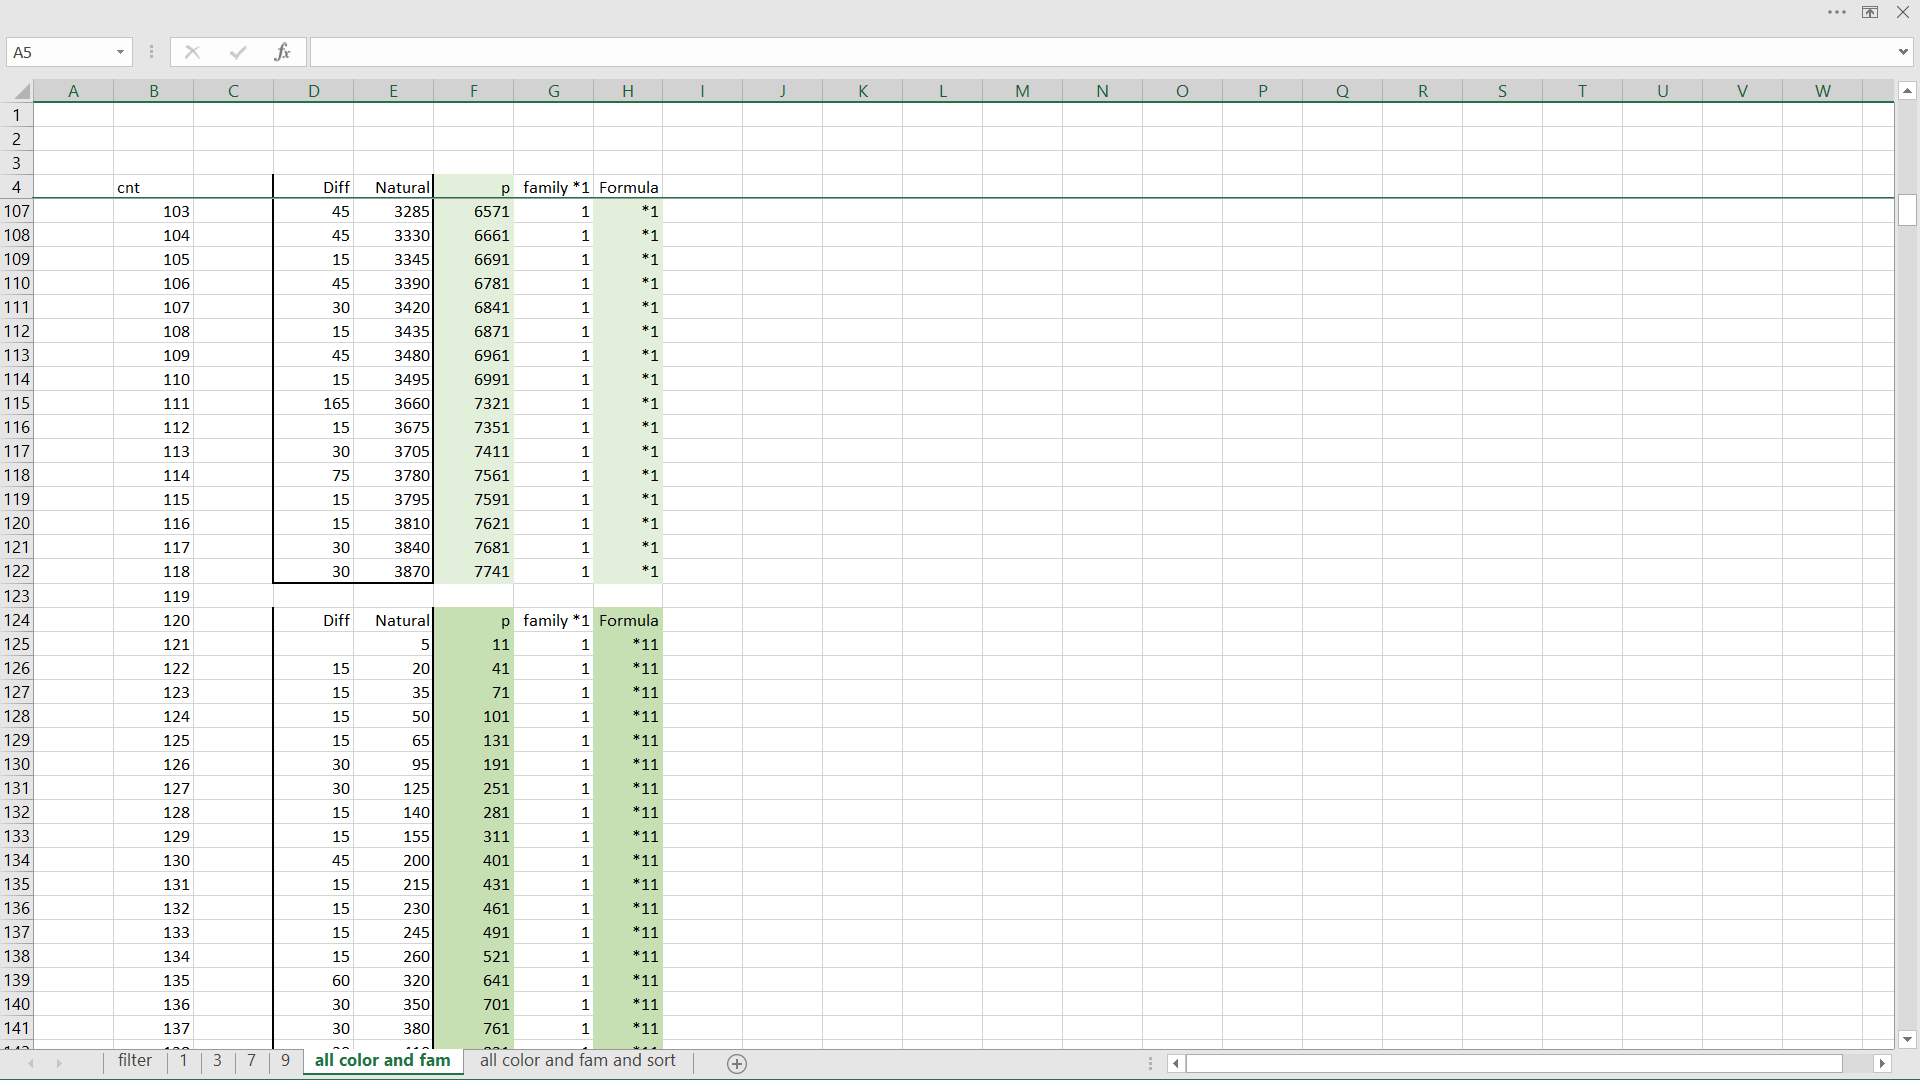 A5
fx
A B C D E F G H I J K L M N O P Q R S T U V W
1
2
3
4 cnt Diff Natural p family *1 Formula
107 103 45 3285 6571 1 *1
108 104 45 3330 6661 1 *1
109 105 15 3345 6691 1 *1
110 106 45 3390 6781 1 *1
111 107 30 3420 6841 1 *1
112 108 15 3435 6871 1 *1
113 109 45 3480 6961 1 *1
114 110 15 3495 6991 1 *1
115 111 165 3660 7321 1 *1
116 112 15 3675 7351 1 *1
117 113 30 3705 7411 1 *1
118 114 75 3780 7561 1 *1
119 115 15 3795 7591 1 *1
120 116 15 3810 7621 1 *1
121 117 30 3840 7681 1 *1
122 118 30 3870 7741 1 *1
123 119
124 120 Diff Natural p family *1 Formula
125 121 5 11 1 *11
126 122 15 20 41 1 *11
127 123 15 35 71 1 *11
128 124 15 50 101 1 *11
129 125 15 65 131 1 *11
130 126 30 95 191 1 *11
131 127 30 125 251 1 *11
132 128 15 140 281 1 *11
133 129 15 155 311 1 *11
134 130 45 200 401 1 *11
135 131 15 215 431 1 *11
136 132 15 230 461 1 *11
137 133 15 245 491 1 *11
138 134 15 260 521 1 *11
139 135 60 320 641 1 *11
140 136 30 350 701 1 *11
141 137 30 380 761 1 *11
filter 1 3 7 9 all color and fam all color and fam and sort